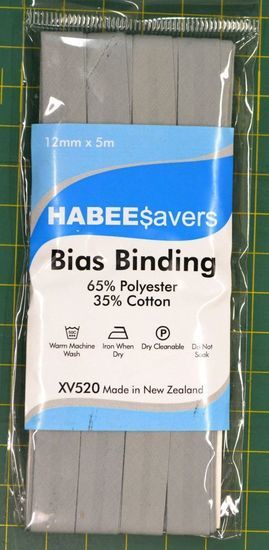 12mm x 5m
HABEE$avers
Bias Binding
65% Polyester
35% Cotton
50C
P
Warm Machine Wash
Iron When Dry
Dry Cleanable
Do Not Soak
XV520 Made in New Zealand